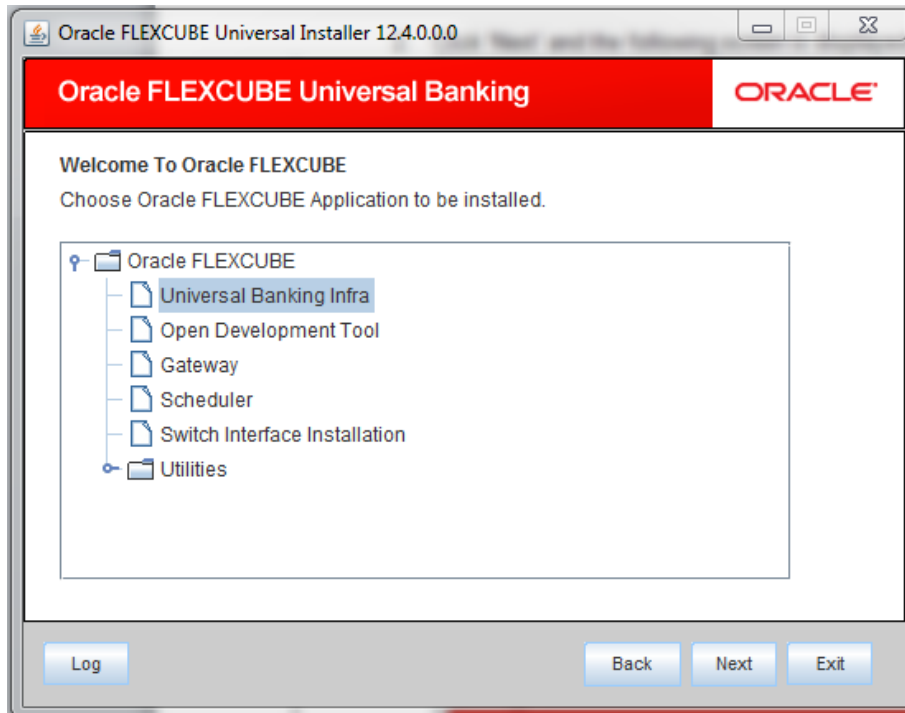 Oracle FLEXCUBE Universal Installer 12.4.0.0.0
Oracle FLEXCUBE Universal Banking
ORACLE
Welcome To Oracle FLEXCUBE
Choose Oracle FLEXCUBE Application to be installed.
Oracle FLEXCUBE
Universal Banking Infra
Open Development Tool
Gateway
Scheduler
Switch Interface Installation
Utilities
Log Back Next Exit